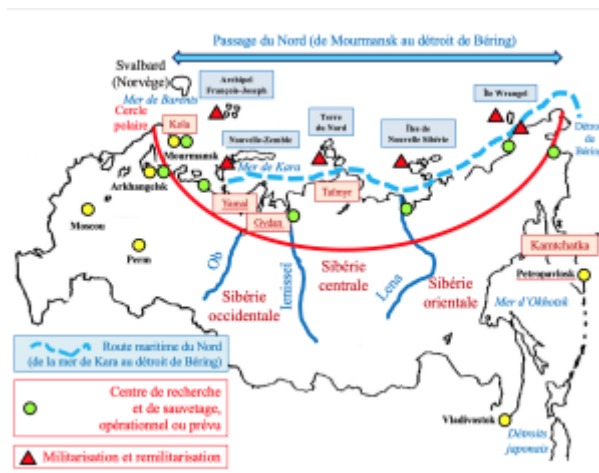 Passage du Nord (de Mourmansk au détroit de Béring)
Svalbard
(Norvège)
Mer de Barents
Archipel
François-Joseph
Île Wrangel
Cercle
polaire
Kola
Mourmansk
Nouvelle-Zemble
Mer de Kara
Terre
du Nord
Îles de
Nouvelle Sibérie
Détroit
de
Béring
Arkhangelsk
Yamal
Gydan
Taïmyr
Moscou
Perm
Ob
Ienisseï
Lena
Sibérie
occidentale
Sibérie
centrale
Sibérie
orientale
Kamtchatka
Petropavlosk
Mer d'Okhotsk
Vladivostok
Détroits
japonais
Route maritime du Nord
(de la mer de Kara au détroit de Béring)
Centre de recherche
et de sauvetage,
opérationnel ou prévu
Militarisation et remilitarisation